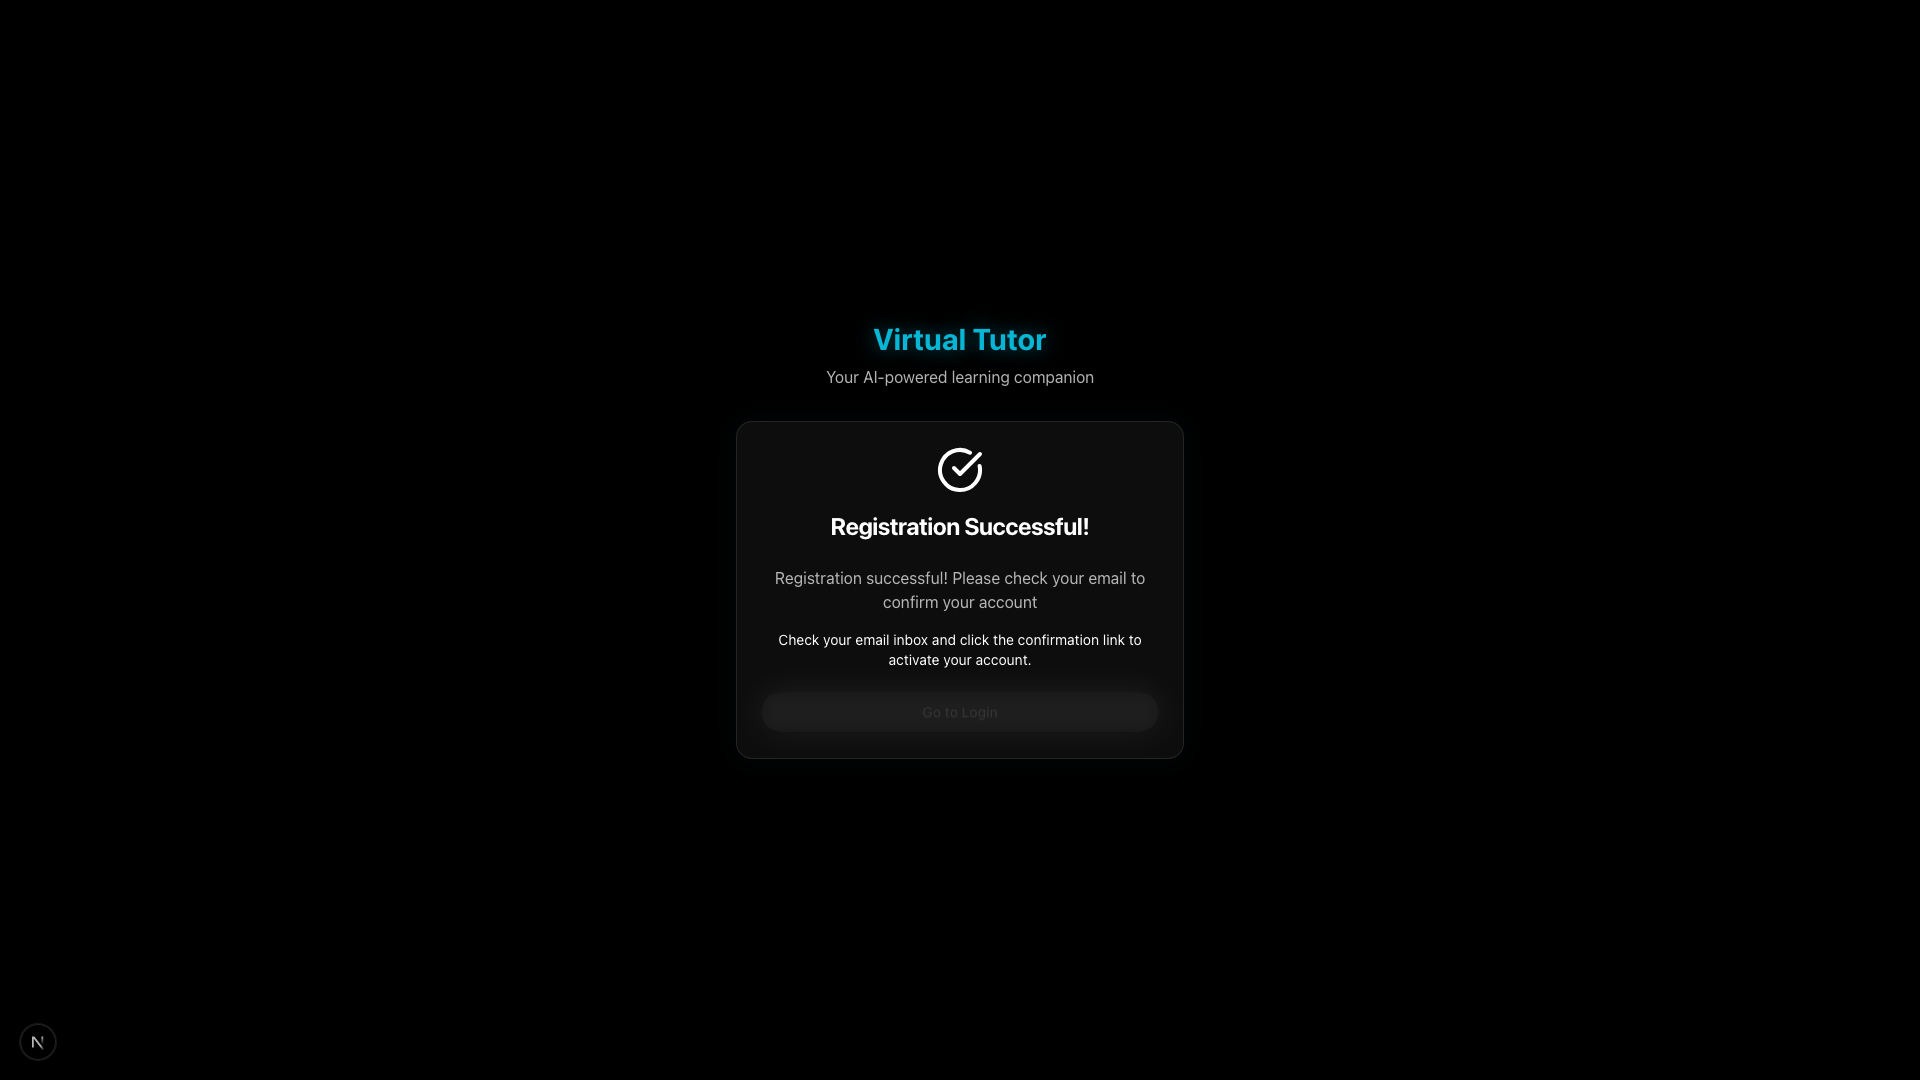 Virtual Tutor
Your AI-powered learning companion
Registration Successful!
Registration successful! Please check your email to
confirm your account
Check your email inbox and click the confirmation link to
activate your account.
Go to Login
N